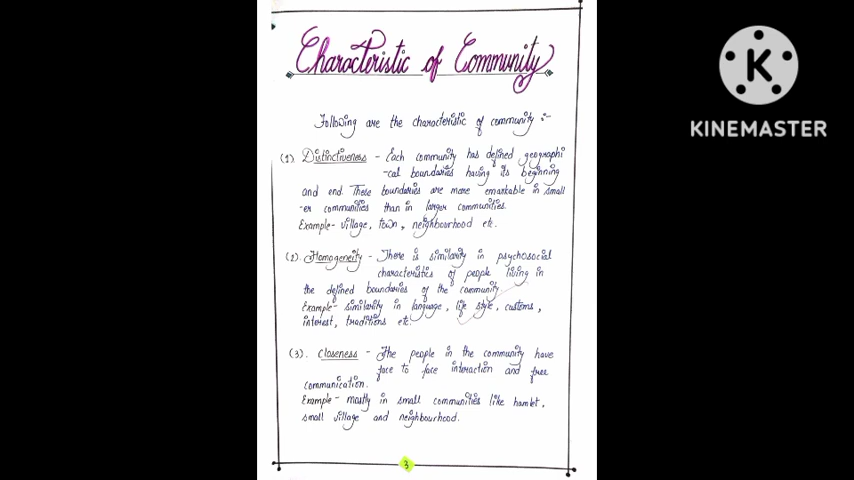 Characteristic of Community
Following are the characteristic of community :-
(1). Distinctiveness - Each community has defined geographi
-cal boundaries having its beginning
and end. These boundaries are more emarkable in small
-er communities than in larger communities.
Example - village, town, neighbourhood etc.
(2). Homogeneity - There is similarity in psychosocial
characteristics of people living in
the defined boundaries of the community.
Example - similarity in language, life style, customs,
interest, traditions etc.
(3). Closeness - The people in the community have
face to face interaction and free
communication.
Example - mostly in small communities like hamlet,
small village and neighbourhood.
3
K
KINEMASTER